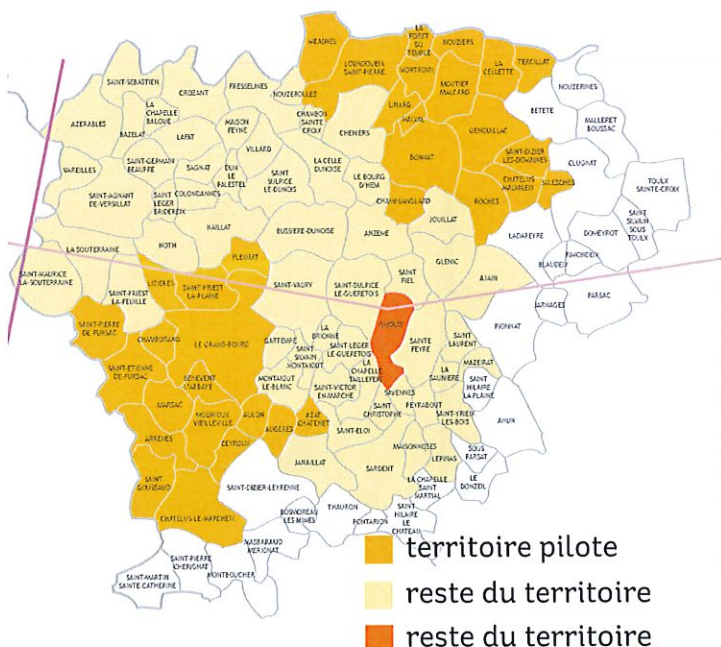 LA
FORET
DU
TEMPLE
MEASNES
NOUZIERS
LOURDOUEIX
SAINT-PIERRE
LA
CELLETTE
TERCILLAT
MORTROUX
MOUTIER
MALCARD
SAINT-SEBASTIEN
CROZANT
FRESSELINES
NOUZEROLLES
NOUZERINES
LINARD
MALVAL
BETETE
CHAMBON
SAINTE
CROIX
CHENIERS
MALLERET
BOUSSAC
AZERABLES
LA
CHAPELLE
BALOUE
MAISON
FEYNE
GENOUILLAC
BAZELAT
LAFAT
VILLARD
BONNAT
SAINT-DIZIER
LES-DOMAINES
CLUGNAT
VAREILLES
SAINT-GERMAIN
BEAUPRE
SAGNAT
DUN
LE
PALESTEL
SAINT
SULPICE
LE-DUNOIS
LA CELLE
DUNOISE
LE BOURG
D'HEM
CHATELUS
MALVALEIX
JALESCHES
TOULX
SAINTE-CROIX
SAINT-AGNANT
DE-VERSILLAT
SAINT
LEGER
BRIDEREIX
COLONDANNES
CHAMPSANGLARD
ROCHES
SAINT
SILVAIN
SOUS
TOULX
JOUILLAT
NAILLAT
BUSSIERE-DUNOISE
ANZEME
LADAPEYRE
DOMEYROT
LA SOUTERRAINE
NOTH
FLEURAT
GLENIC
BLAUDEIX
RIMONDEIX
SAINT-MAURICE
LA-SOUTERRAINE
SAINT-PRIEST
LA-FEUILLE
LIZIERES
SAINT-PRIEST
LA-PLAINE
SAINT-VAURY
SAINT-SULPICE
LE-GUERETOIS
SAINT
FIEL
AJAIN
JARNAGES
PARSAC
SAINT-PIERRE
DE-FURSAC
CHAMBORAND
LE GRAND-BOURG
GARTEMPE
LA
BRIONNE
SAINT
SILVAIN
MONTAIGUT
SAINT-LEGER
LE-GUERETOIS
SAINTE
FEYRE
SAINT
LAURENT
PIONNAT
MAZEIRAT
SAINT-ETIENNE
DE-FURSAC
BENEVENT
L'ABBAYE
MONTAIGUT
LE-BLANC
SAINT-VICTOR
EN-MARCHE
LA
CHAPELLE
TAILLEFERT
LA
SAUNIERE
SAINT
HILAIRE
LA PLAINE
MARSAC
MOURIOUX
VIEILLEVILLE
AULON
AUGERES
AZAT
CHATENET
SAVENNES
SAINT
CHRISTOPHE
PEYRABOUT
SAINT-YRIEIX
LES-BOIS
AHUN
ARRENES
CEYROUX
SAINT-ELOI
MAISONNISSES
LEPINAS
SOUS
PARSAT
SAINT
GOUSSAUD
JANAILLAT
SARDENT
LA CHAPELLE
SAINT
MARTIAL
LE
DONZEIL
CHATELUS-LE-MARCHEIX
SAINT-DIZIER-LEYRENNE
BOSMOREAU
LES MINES
THAURON
PONTARION
SAINT
HILAIRE
LE
CHATEAU
MASBARAUD
MERIGNAT
SAINT-PIERRE
CHERIGNAT
MONTBOUCHER
SAINT-MARTIN
SAINTE-CATHERINE
territoire pilote
reste du territoire
reste du territoire